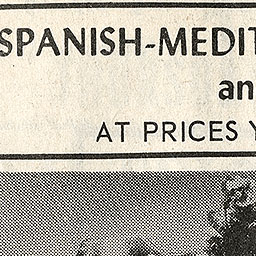 SPANISH-MEDIT
an
AT PRICES Y